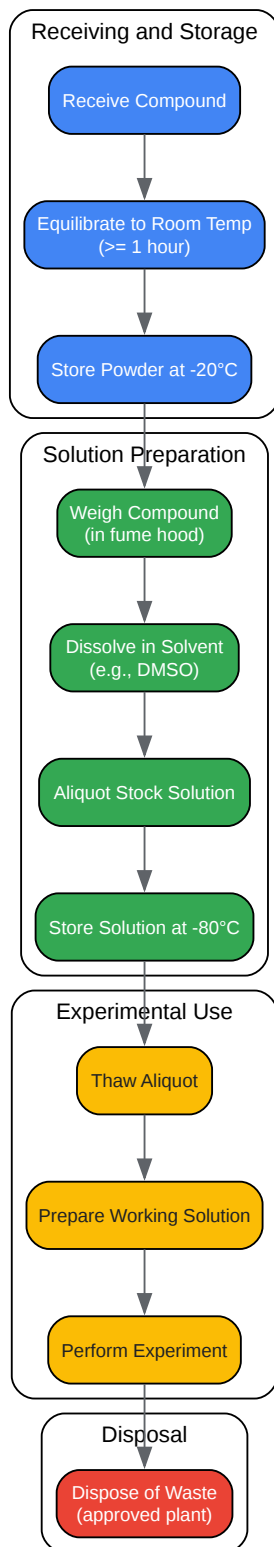 Receiving and Storage
Receive Compound
Equilibrate to Room Temp
(>= 1 hour)
Store Powder at -20°C
Solution Preparation
Weigh Compound
(in fume hood)
Dissolve in Solvent
(e.g., DMSO)
Aliquot Stock Solution
Store Solution at -80°C
Experimental Use
Thaw Aliquot
Prepare Working Solution
Perform Experiment
Disposal
Dispose of Waste
(approved plant)